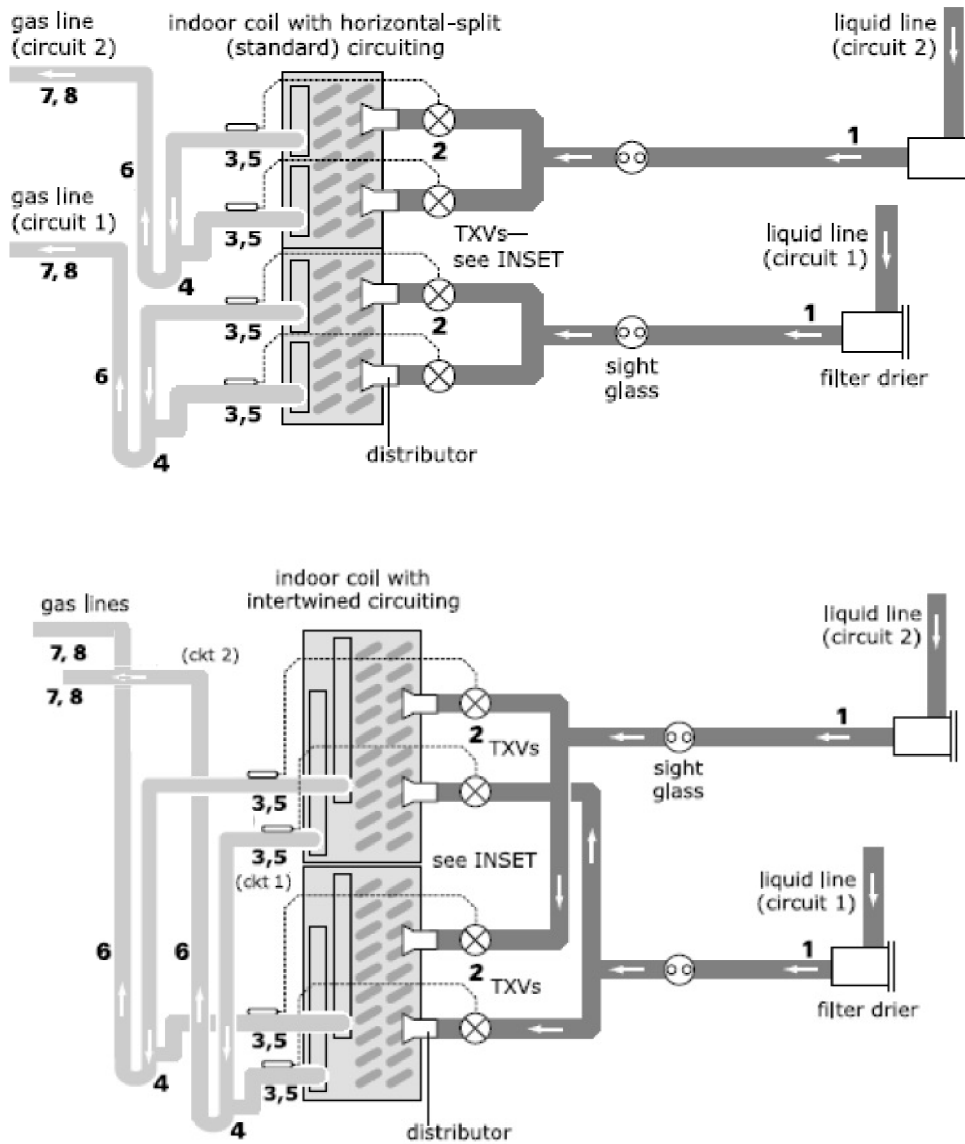 gas line
(circuit 2)
indoor coil with horizontal-split
(standard) circuiting
liquid line
(circuit 2)
7, 8
3,5
2
1
6
gas line
(circuit 1)
3,5
TXVs—
see INSET
liquid line
(circuit 1)
7, 8
4
3,5
2
1
6
sight
glass
filter drier
3,5
4
distributor
indoor coil with
intertwined circuiting
gas lines
liquid line
(circuit 2)
7, 8
(ckt 2)
7, 8
2
TXVs
1
sight
glass
3,5
3,5
(ckt 1)
see INSET
liquid line
(circuit 1)
6
6
2
TXVs
1
filter drier
3,5
4
3,5
4
distributor